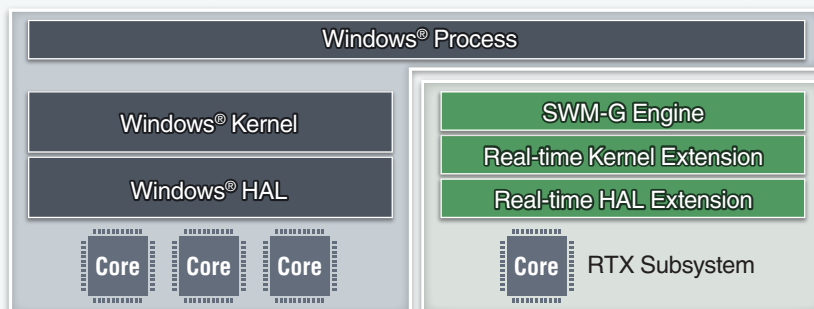 Windows® Process
Windows® Kernel
Windows® HAL
Core Core Core
SWM-G Engine
Real-time Kernel Extension
Real-time HAL Extension
Core RTX Subsystem